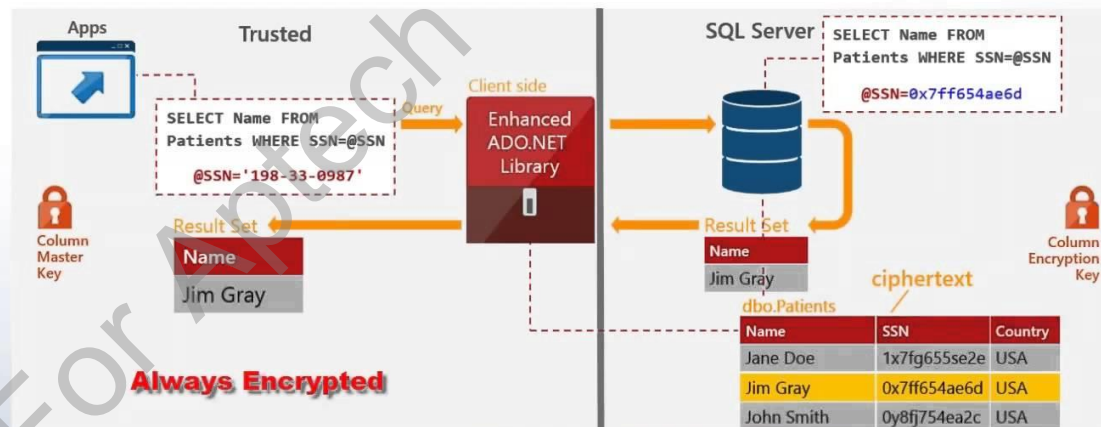 Apps
Trusted
SELECT Name FROM
Patients WHERE SSN=@SSN
@SSN='198-33-0987'
Query
Client side
Enhanced
ADO.NET
Library
Column
Master
Key
Result Set
Name
Jim Gray
Always Encrypted
SQL Server
SELECT Name FROM
Patients WHERE SSN=@SSN
@SSN=0x7ff654ae6d
Result Set
Name
Jim Gray
Column
Encryption
Key
ciphertext
dbo.Patients
Name SSN Country
Jane Doe 1x7fg655se2e USA
Jim Gray 0x7ff654ae6d USA
John Smith 0y8fj754ea2c USA
For Aptech